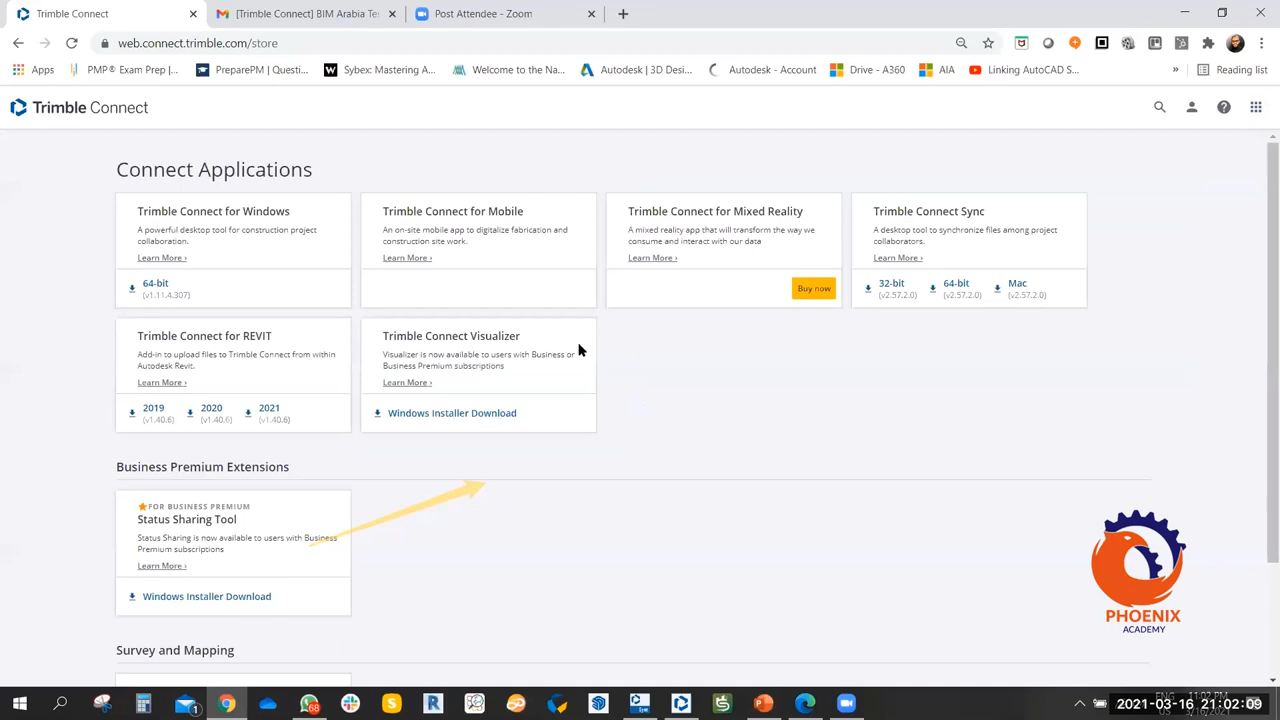 Trimble Connect
[Trimble Connect] BIM Arabia Te
Post Attendee - Zoom
web.connect.trimble.com/store
Apps
PMP® Exam Prep |...
PreparePM | Questi...
Sybex: Mastering A...
Welcome to the Na...
Autodesk | 3D Desi...
Autodesk - Account
Drive - A360
AIA
Linking AutoCAD S...
»
Reading list
Trimble Connect
Connect Applications
Trimble Connect for Windows
A powerful desktop tool for construction project
collaboration.
Learn More ›
64-bit
(v1.11.4.307)
Trimble Connect for Mobile
An on-site mobile app to digitalize fabrication and
construction site work.
Learn More ›
Trimble Connect for Mixed Reality
A mixed reality app that will transform the way we
consume and interact with our data
Learn More ›
Buy now
Trimble Connect Sync
A desktop tool to synchronize files among project
collaborators.
Learn More ›
32-bit
(v2.57.2.0)
64-bit
(v2.57.2.0)
Mac
(v2.57.2.0)
Trimble Connect for REVIT
Add-in to upload files to Trimble Connect from within
Autodesk Revit.
Learn More ›
2019
(v1.40.6)
2020
(v1.40.6)
2021
(v1.40.6)
Trimble Connect Visualizer
Visualizer is now available to users with Business or
Business Premium subscriptions
Learn More ›
Windows Installer Download
Business Premium Extensions
FOR BUSINESS PREMIUM
Status Sharing Tool
Status Sharing is now available to users with Business
Premium subscriptions
Learn More ›
Windows Installer Download
Survey and Mapping
PHOENIX
ACADEMY
68
1
ENG
11:02 PM
2021-03-16 21:02:09